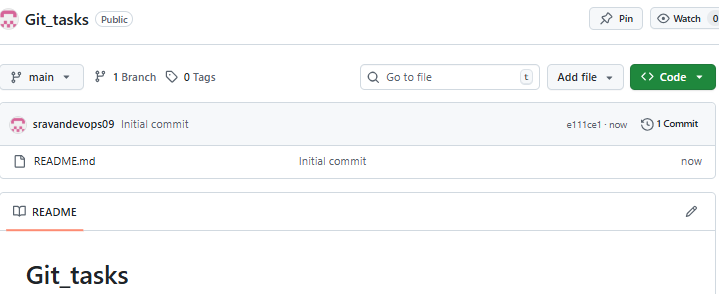 Git_tasks Public Pin Watch 0
main 1 Branch 0 Tags Go to file t Add file Code
sravandevops09 Initial commit e111ce1 · now 1 Commit
README.md Initial commit now
README
Git_tasks